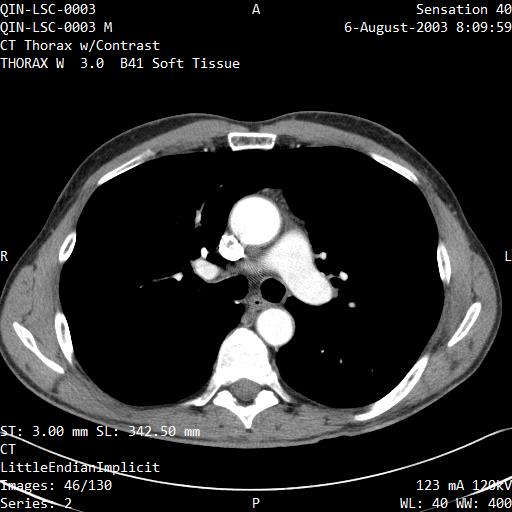 QIN-LSC-0003 A Sensation 40
QIN-LSC-0003 M 6-August-2003 8:09:59
CT Thorax w/Contrast
THORAX W 3.0 B41 Soft Tissue
R L
ST: 3.00 mm SL: 342.50 mm
CT
LittleEndianImplicit
Images: 46/130 123 mA 120kV
Series: 2 P WL: 40 WW: 400